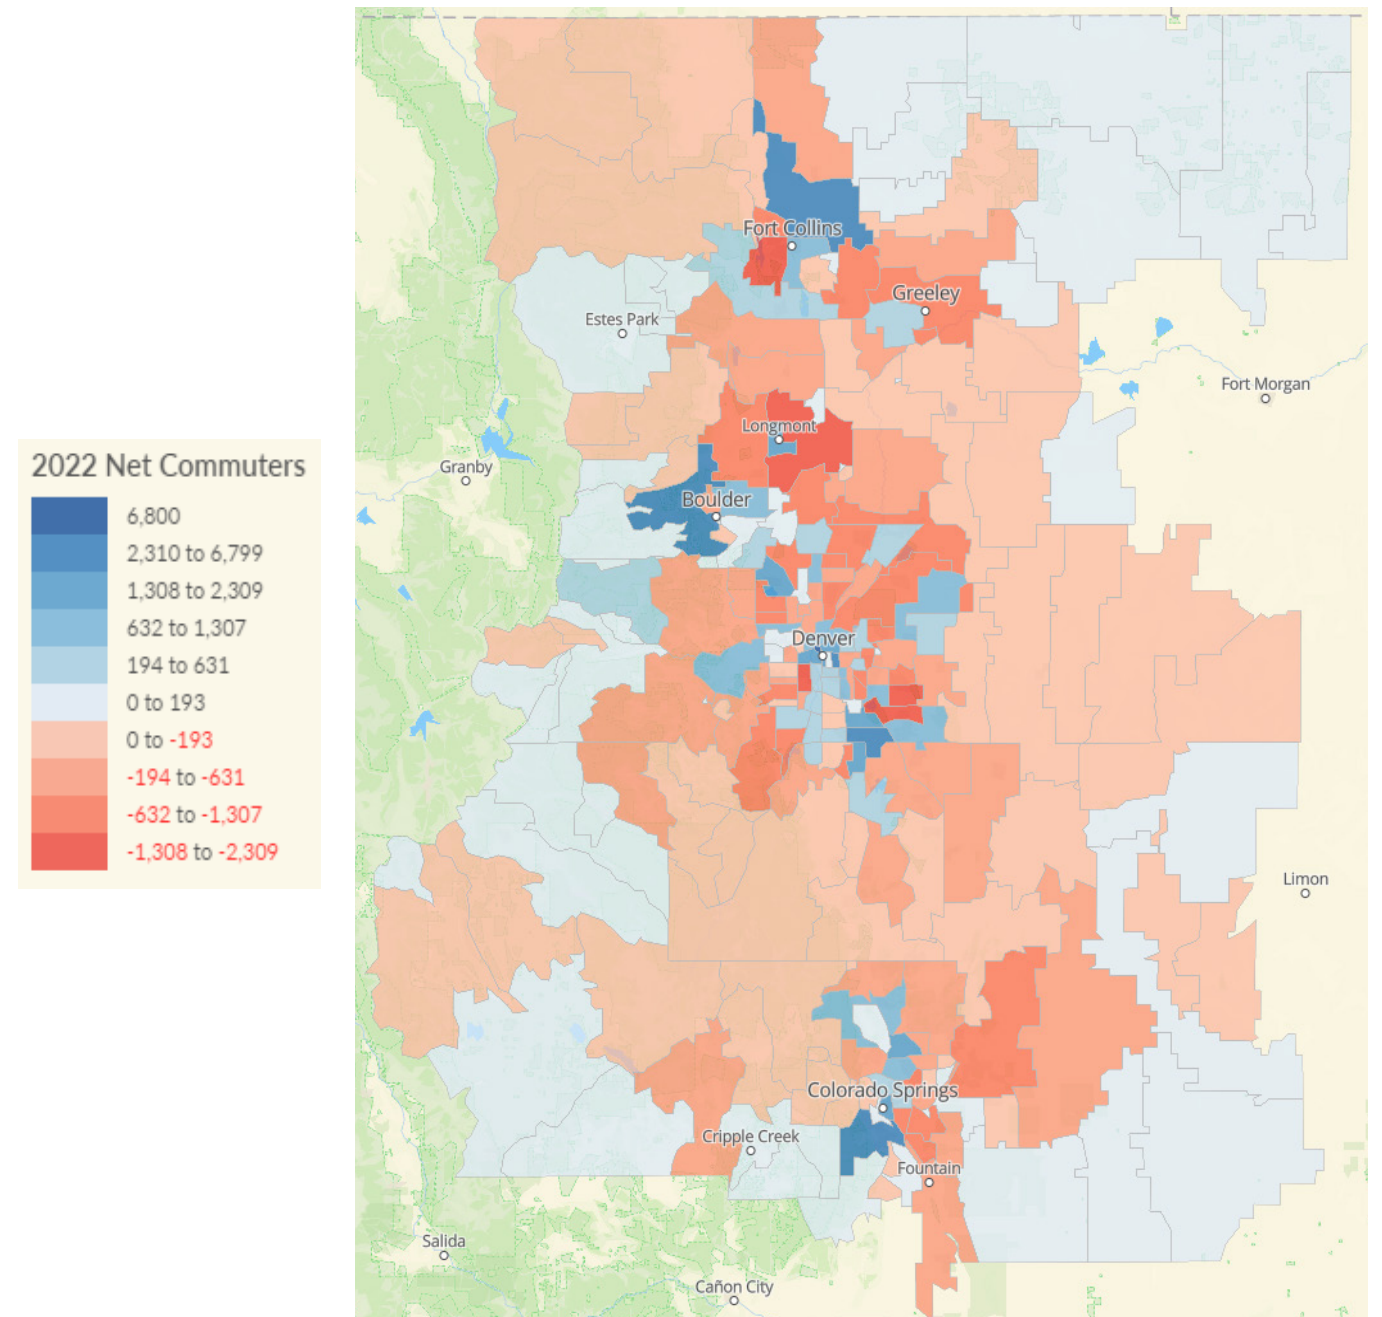 2022 Net Commuters
6,800
2,310 to 6,799
1,308 to 2,309
632 to 1,307
194 to 631
0 to 193
0 to -193
-194 to -631
-632 to -1,307
-1,308 to -2,309
Fort Collins
Greeley
Estes Park
Fort Morgan
Longmont
Granby
Boulder
Denver
Limon
Colorado Springs
Cripple Creek
Fountain
Salida
Cañon City